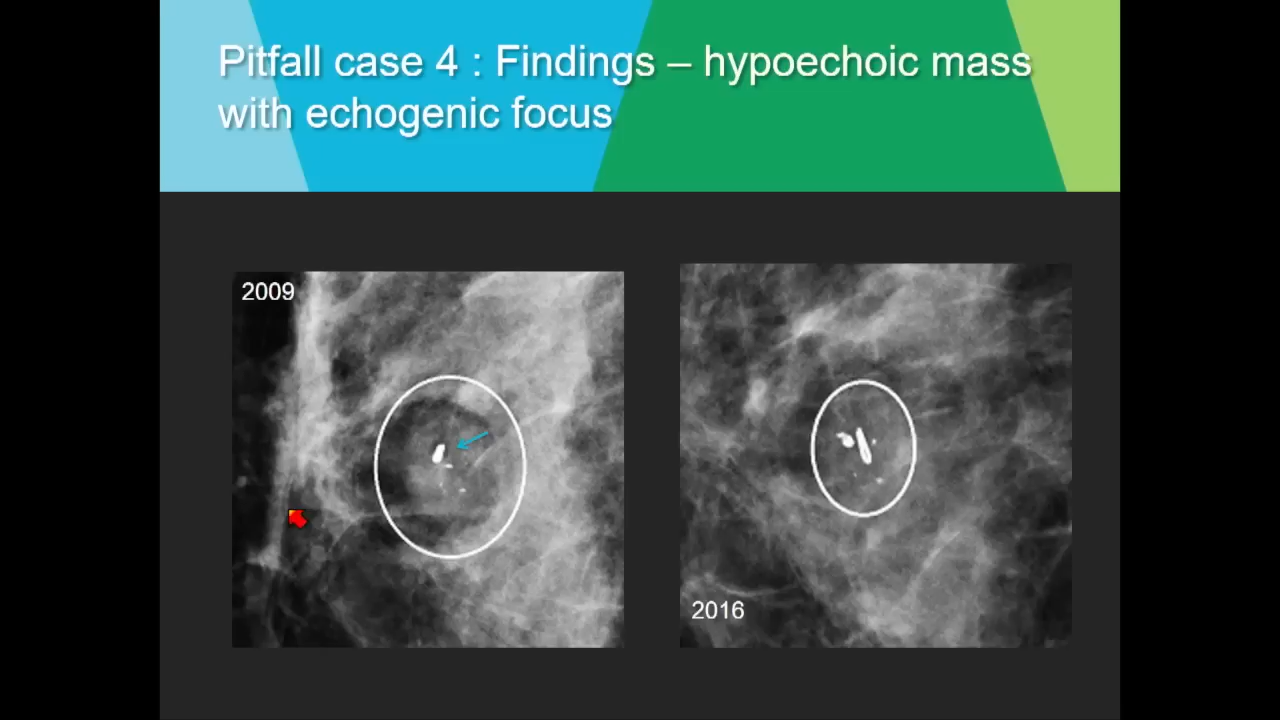 Pitfall case 4 : Findings – hypoechoic mass
with echogenic focus
2009
2016